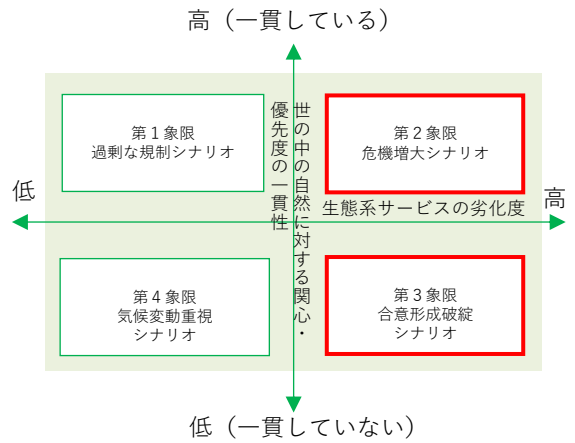 高（一貫している）
第１象限
過剰な規制シナリオ
世の中の自然に対する関心・
優先度の一貫性
第２象限
危機増大シナリオ
低
生態系サービスの劣化度
高
第４象限
気候変動重視
シナリオ
第３象限
合意形成破綻
シナリオ
低（一貫していない）